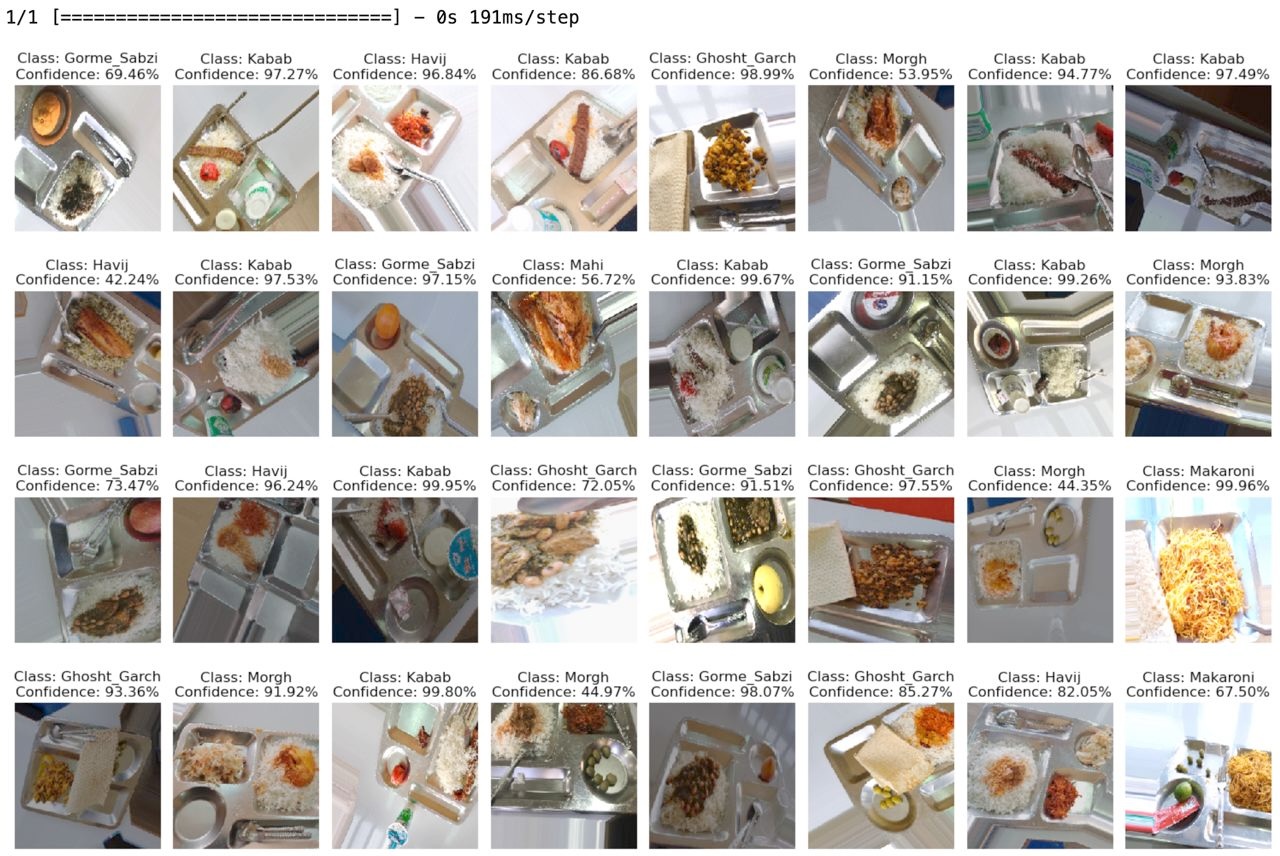 1/1 [==============================] - 0s 191ms/step
Class: Gorme_Sabzi
Confidence: 69.46%
Class: Kabab
Confidence: 97.27%
Class: Havij
Confidence: 96.84%
Class: Kabab
Confidence: 86.68%
Class: Ghosht_Garch
Confidence: 98.99%
Class: Morgh
Confidence: 53.95%
Class: Kabab
Confidence: 94.77%
Class: Kabab
Confidence: 97.49%
Class: Havij
Confidence: 42.24%
Class: Kabab
Confidence: 97.53%
Class: Gorme_Sabzi
Confidence: 97.15%
Class: Mahi
Confidence: 56.72%
Class: Kabab
Confidence: 99.67%
Class: Gorme_Sabzi
Confidence: 91.15%
Class: Kabab
Confidence: 99.26%
Class: Morgh
Confidence: 93.83%
Class: Gorme_Sabzi
Confidence: 73.47%
Class: Havij
Confidence: 96.24%
Class: Kabab
Confidence: 99.95%
Class: Ghosht_Garch
Confidence: 72.05%
Class: Gorme_Sabzi
Confidence: 91.51%
Class: Ghosht_Garch
Confidence: 97.55%
Class: Morgh
Confidence: 44.35%
Class: Makaroni
Confidence: 99.96%
Class: Ghosht_Garch
Confidence: 93.36%
Class: Morgh
Confidence: 91.92%
Class: Kabab
Confidence: 99.80%
Class: Morgh
Confidence: 44.97%
Class: Gorme_Sabzi
Confidence: 98.07%
Class: Ghosht_Garch
Confidence: 85.27%
Class: Havij
Confidence: 82.05%
Class: Makaroni
Confidence: 67.50%